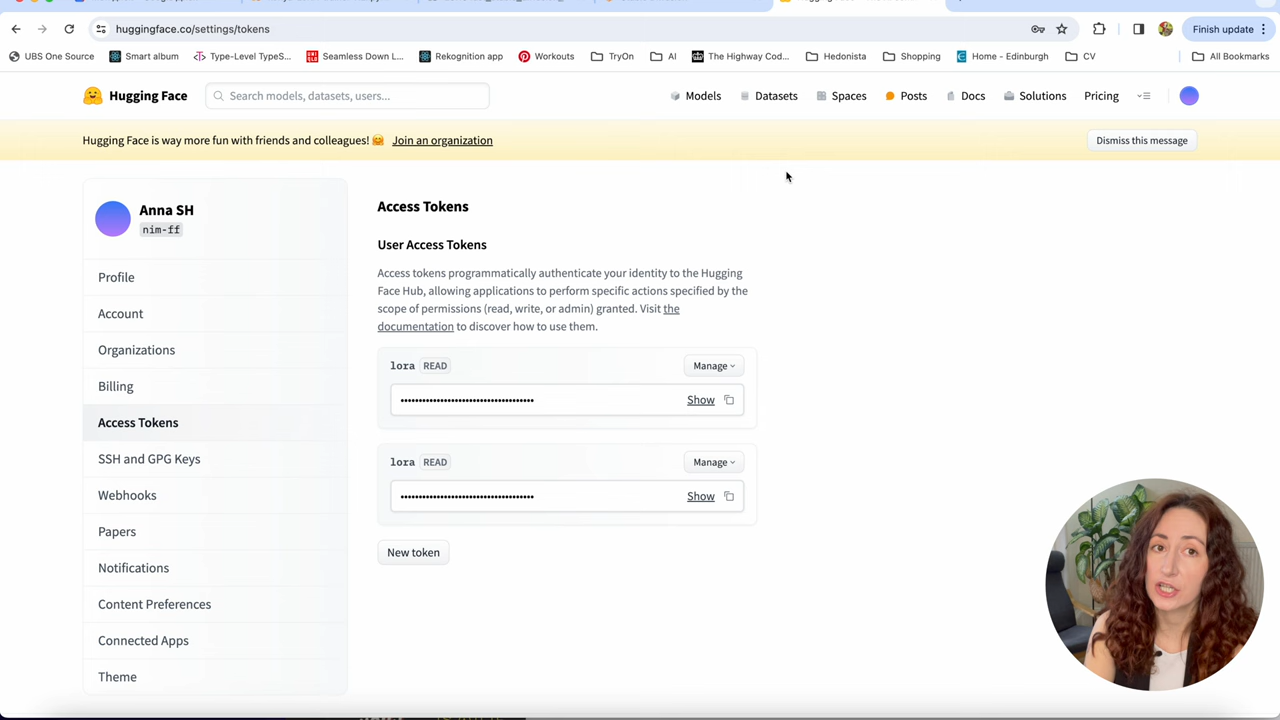 huggingface.co/settings/tokens
Finish update
UBS One Source
Smart album
Type-Level TypeS...
Seamless Down L...
Rekognition app
Workouts
TryOn
AI
The Highway Cod...
Hedonista
Shopping
Home - Edinburgh
CV
All Bookmarks
Hugging Face
Search models, datasets, users...
Models
Datasets
Spaces
Posts
Docs
Solutions
Pricing
Hugging Face is way more fun with friends and colleagues! 🤗 Join an organization
Dismiss this message
Anna SH
nim-ff
Profile
Account
Organizations
Billing
Access Tokens
SSH and GPG Keys
Webhooks
Papers
Notifications
Content Preferences
Connected Apps
Theme
Access Tokens
User Access Tokens
Access tokens programmatically authenticate your identity to the Hugging
Face Hub, allowing applications to perform specific actions specified by the
scope of permissions (read, write, or admin) granted. Visit the
documentation to discover how to use them.
lora READ
Manage
•••••••••••••••••••••••••••••••••••••
Show
lora READ
Manage
•••••••••••••••••••••••••••••••••••••
Show
New token